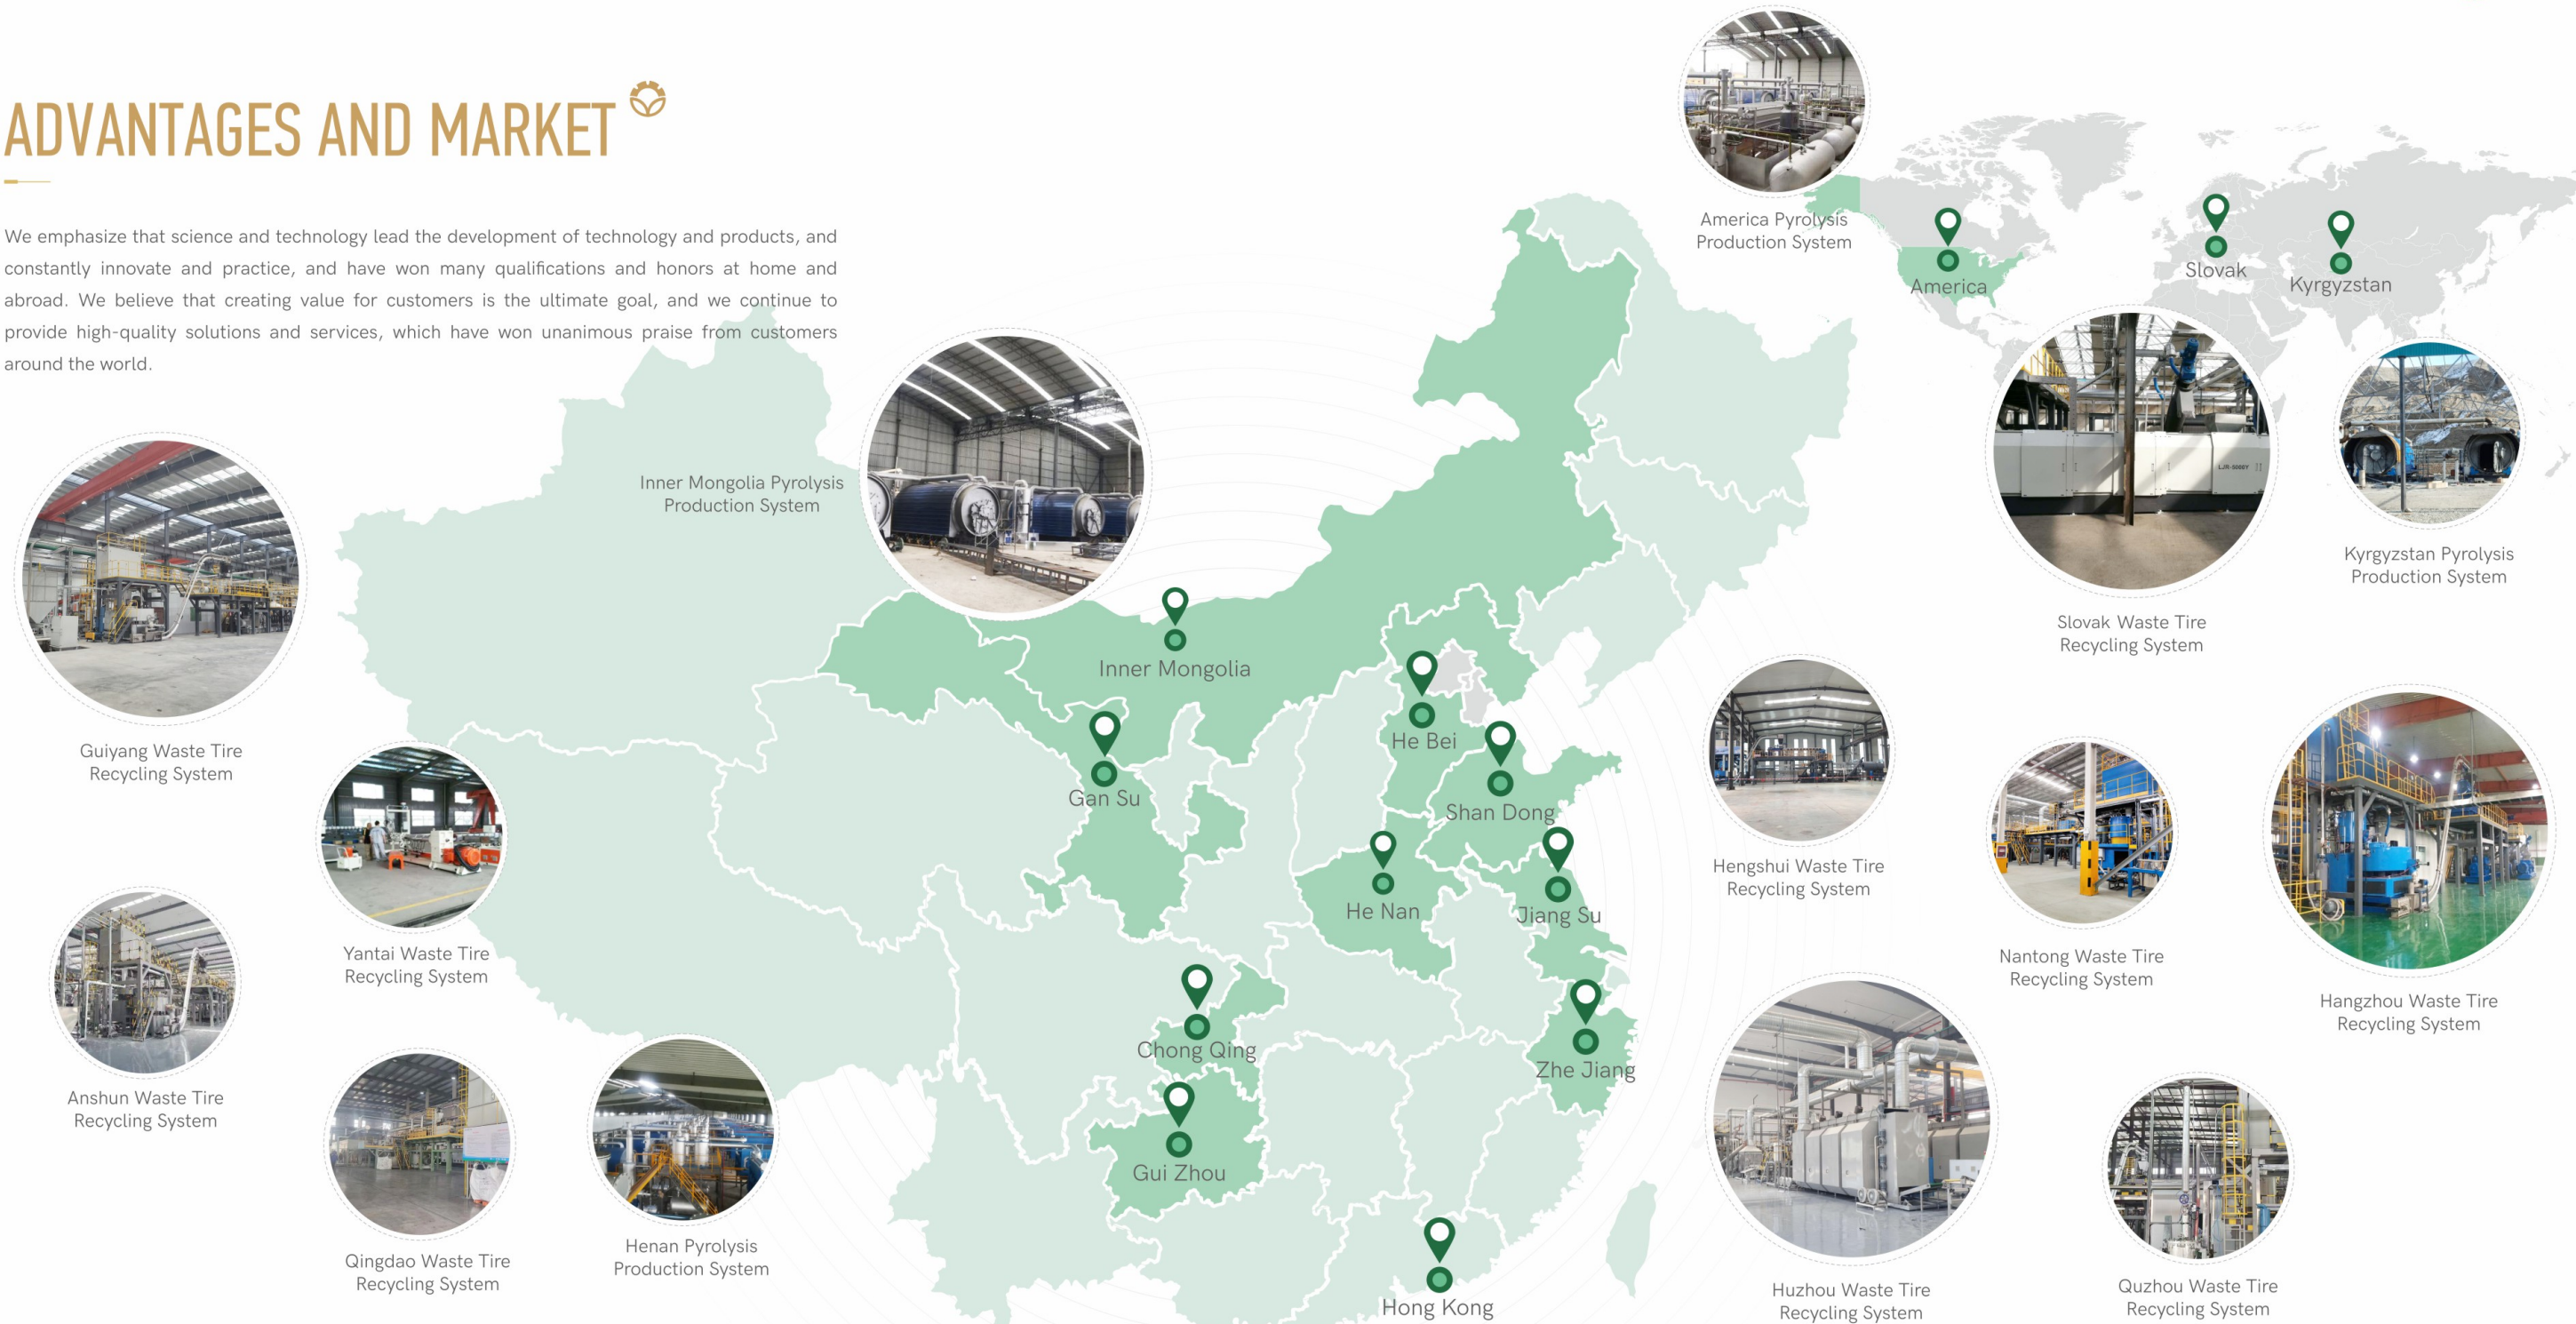 ADVANTAGES AND MARKET
We emphasize that science and technology lead the development of technology and products, and
constantly innovate and practice, and have won many qualifications and honors at home and
abroad. We believe that creating value for customers is the ultimate goal, and we continue to
provide high-quality solutions and services, which have won unanimous praise from customers
around the world.
America Pyrolysis
Production System
America
Slovak
Kyrgyzstan
Inner Mongolia Pyrolysis
Production System
LJR-5088Y
Kyrgyzstan Pyrolysis
Production System
Slovak Waste Tire
Recycling System
Guiyang Waste Tire
Recycling System
Inner Mongolia
He Bei
Gan Su
Shan Dong
He Nan
Jiang Su
Chong Qing
Zhe Jiang
Gui Zhou
Hong Kong
Yantai Waste Tire
Recycling System
Anshun Waste Tire
Recycling System
Qingdao Waste Tire
Recycling System
Henan Pyrolysis
Production System
Hengshui Waste Tire
Recycling System
Nantong Waste Tire
Recycling System
Hangzhou Waste Tire
Recycling System
Huzhou Waste Tire
Recycling System
Quzhou Waste Tire
Recycling System